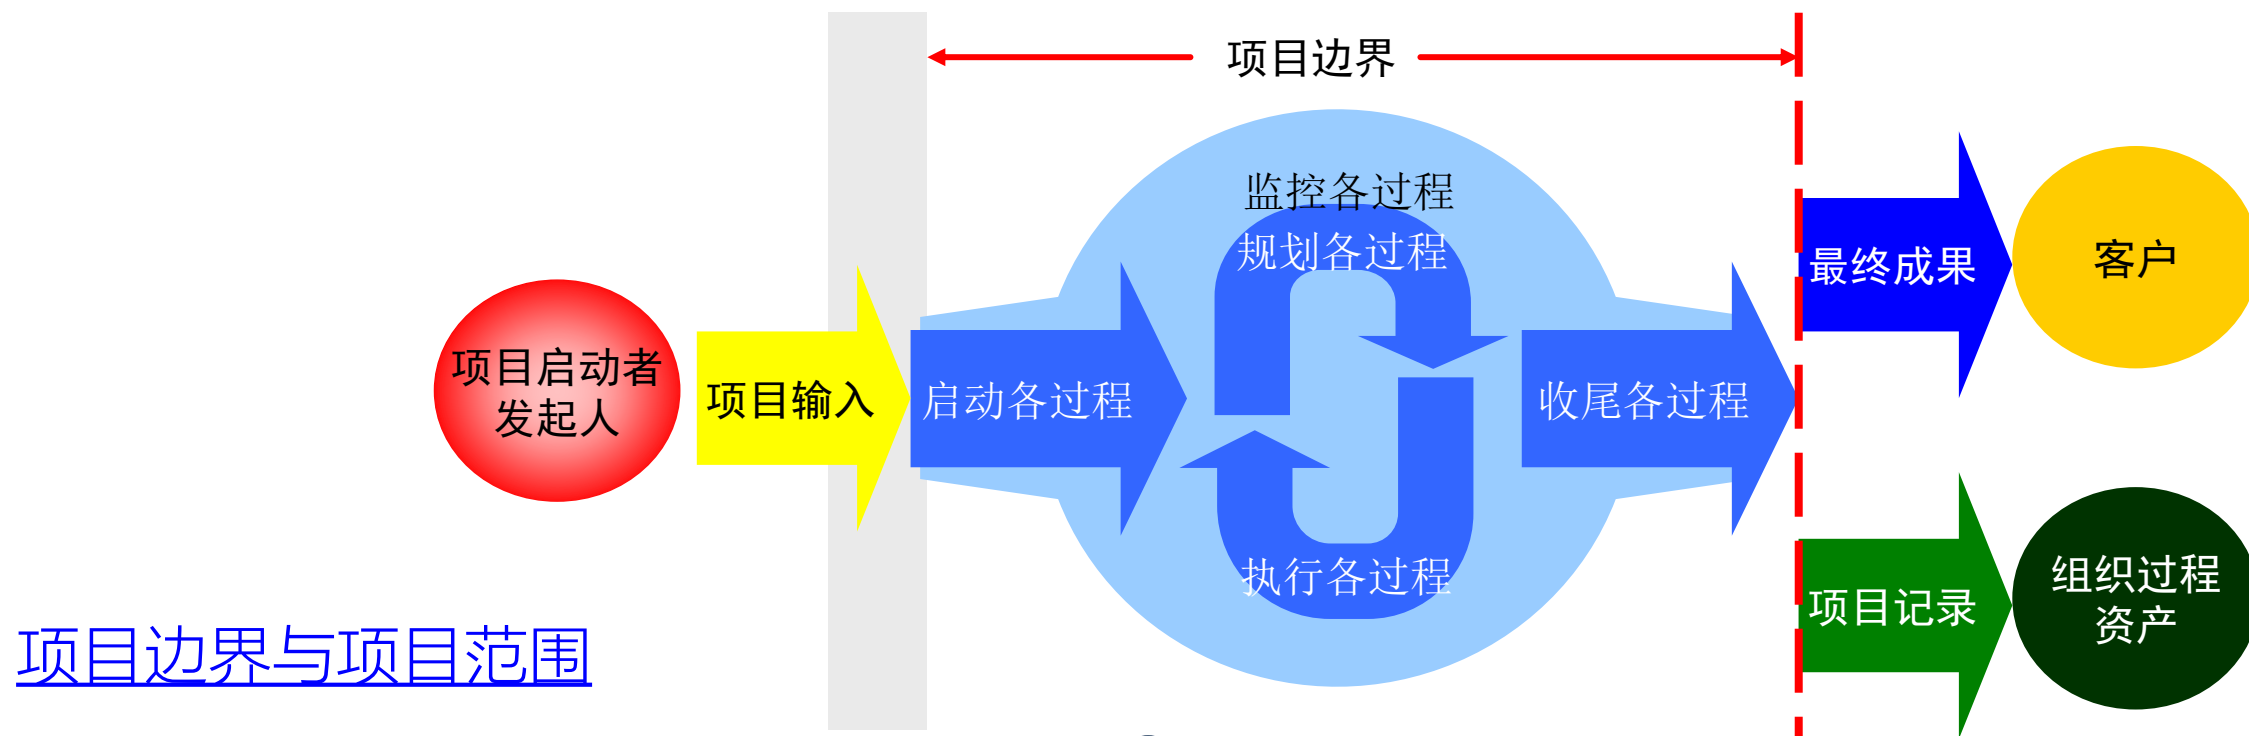 项目边界
监控各过程
规划各过程
最终成果
客户
项目启动者
发起人
项目输入
启动各过程
收尾各过程
执行各过程
项目记录
组织过程
资产
项目边界与项目范围